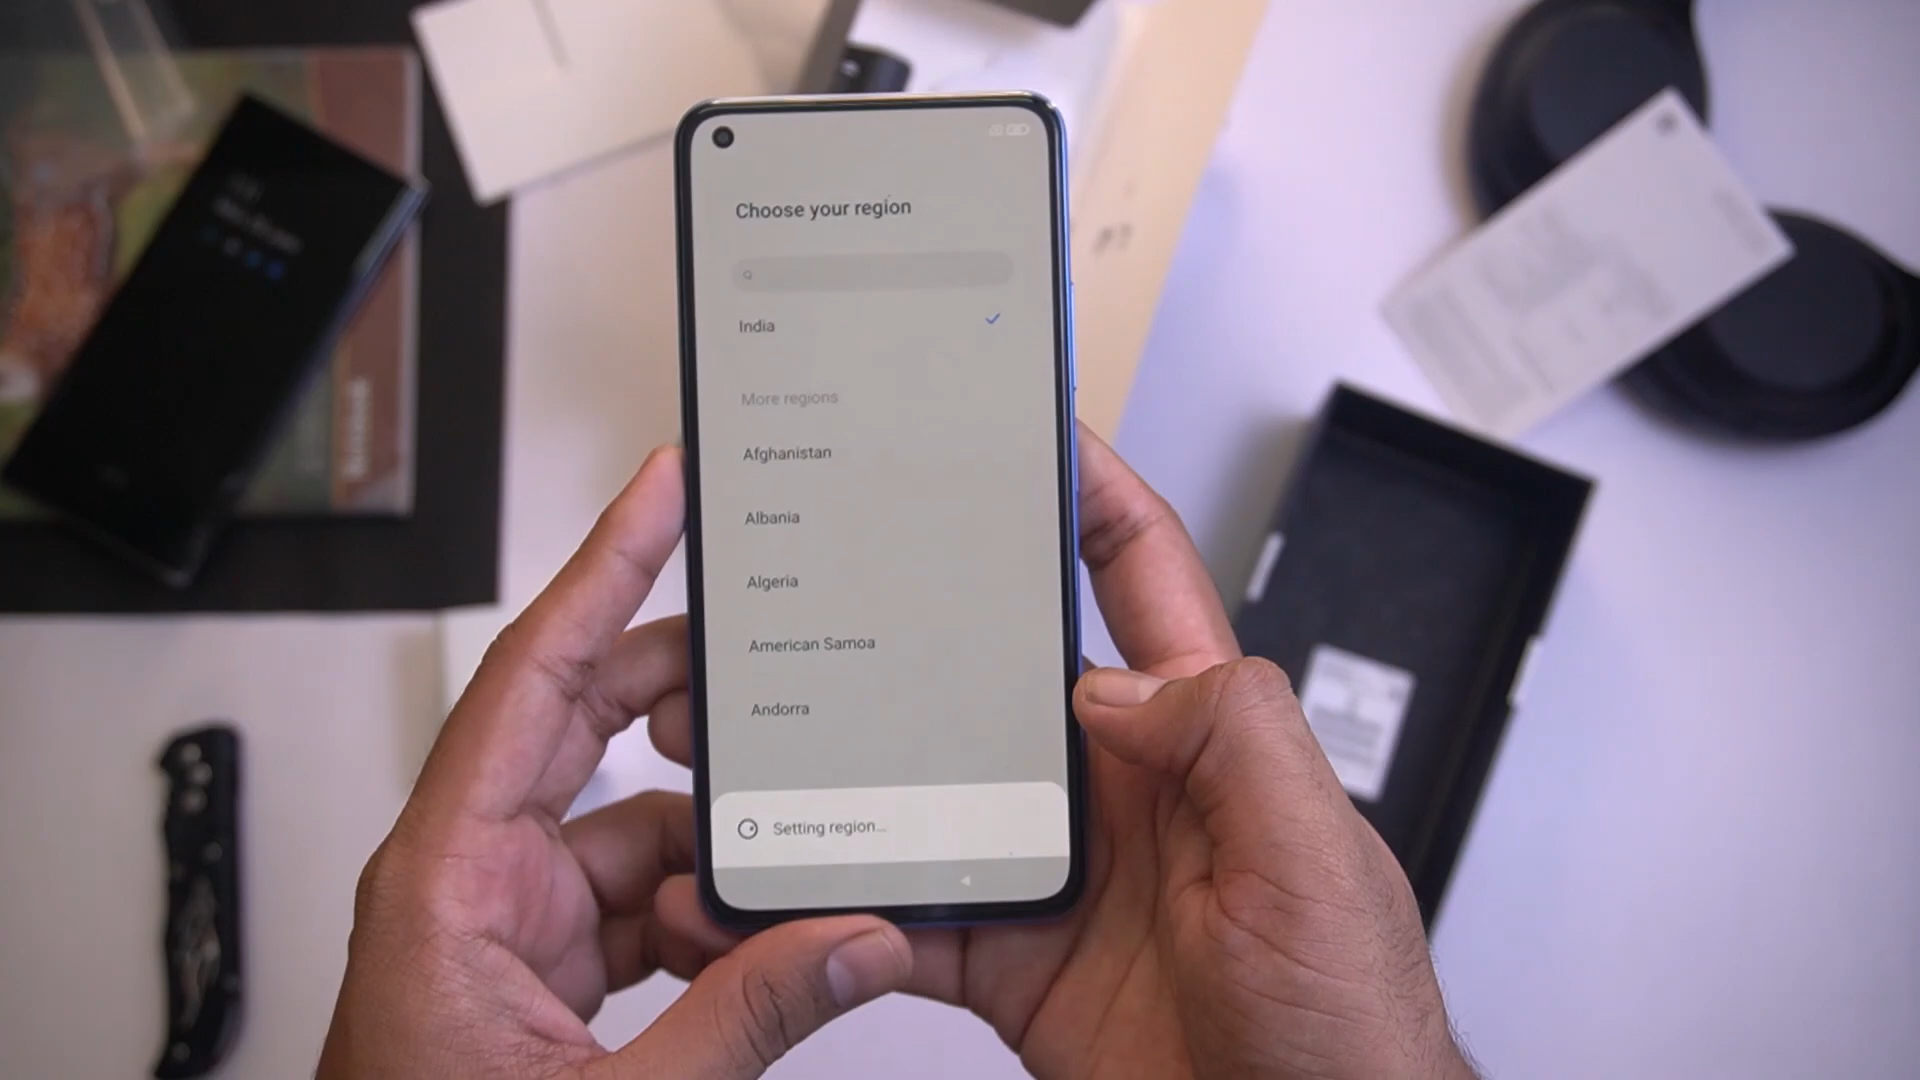 Choose your region
India
More regions
Afghanistan
Albania
Algeria
American Samoa
Andorra
Setting region...